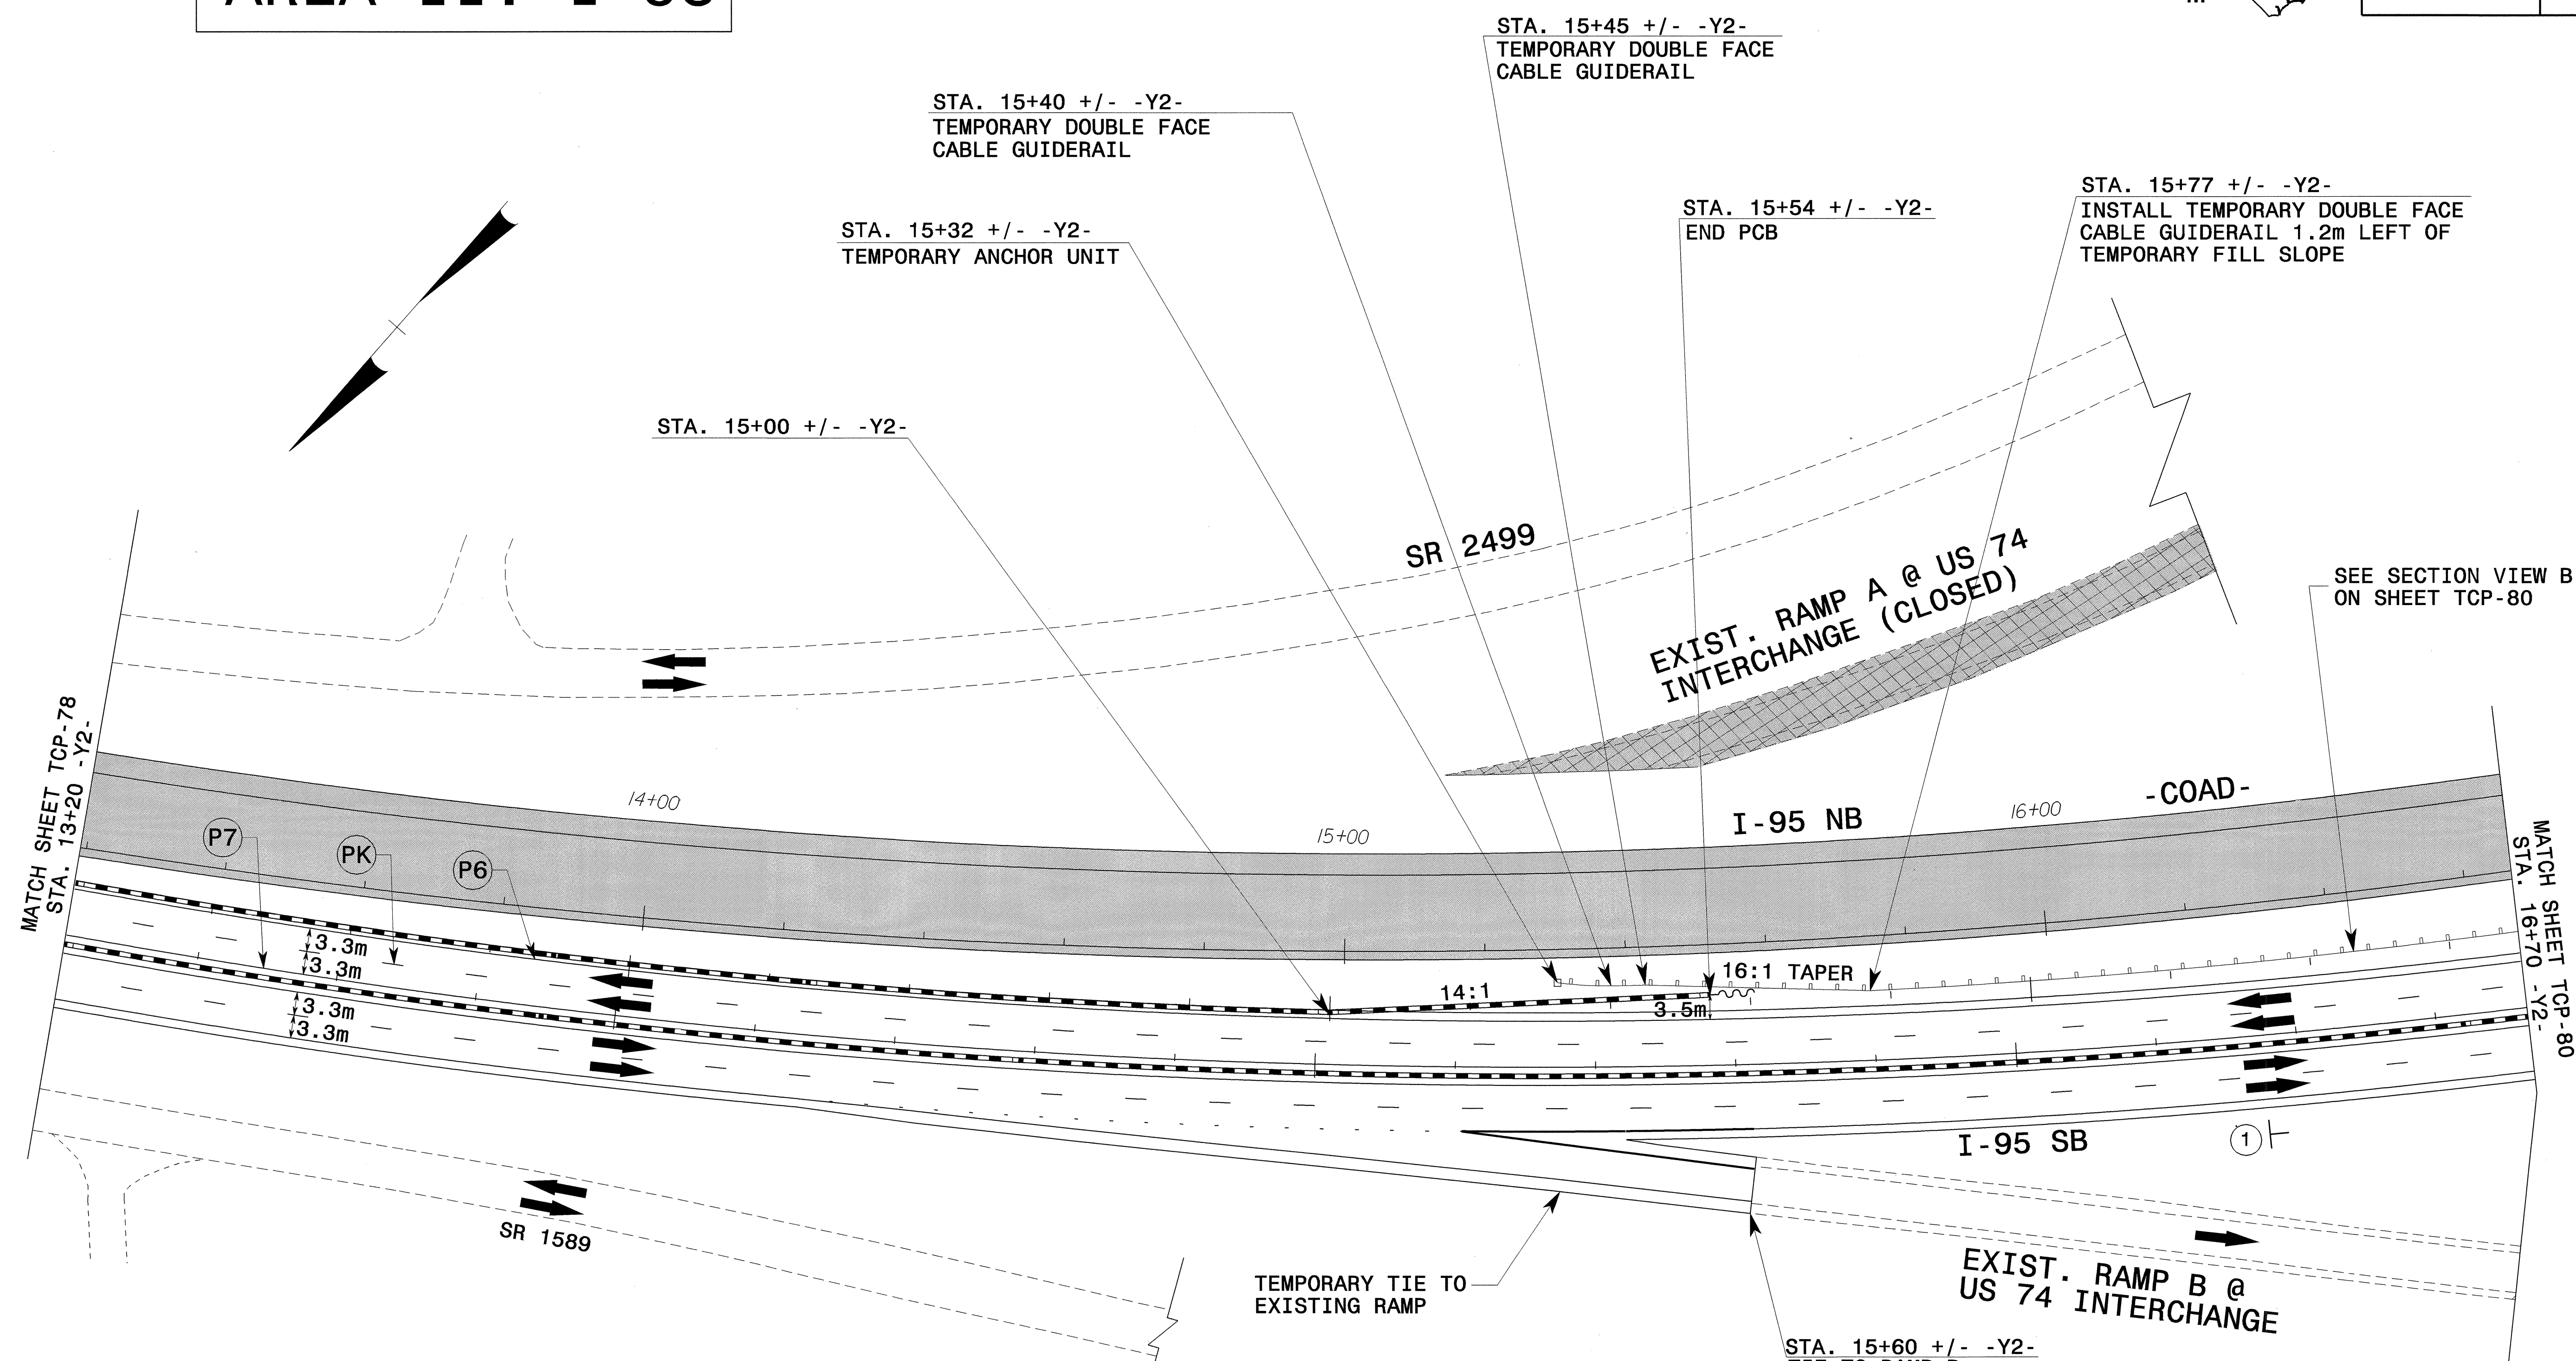 STA. 15+45 +/- -Y2-
TEMPORARY DOUBLE FACE
CABLE GUIDERAIL
STA. 15+40 +/- -Y2-
TEMPORARY DOUBLE FACE
CABLE GUIDERAIL
STA. 15+77 +/- -Y2-
INSTALL TEMPORARY DOUBLE FACE
CABLE GUIDERAIL 1.2m LEFT OF
TEMPORARY FILL SLOPE
STA. 15+54 +/- -Y2-
END PCB
STA. 15+32 +/- -Y2-
TEMPORARY ANCHOR UNIT
STA. 15+00 +/- -Y2-
SR 2499
EXIST. RAMP A @ US 74
INTERCHANGE (CLOSED)
SEE SECTION VIEW B
ON SHEET TCP-80
MATCH SHEET TCP-78
STA. 13+20 -Y2-
14+00
15+00
16+00
-COAD-
I-95 NB
P7
PK
P6
3.3m
3.3m
3.3m
3.3m
14:1
16:1 TAPER
3.5m
MATCH SHEET TCP-80
STA. 16+70 -Y2-
I-95 SB
1
SR 1589
TEMPORARY TIE TO
EXISTING RAMP
EXIST. RAMP B @
US 74 INTERCHANGE
STA. 15+60 +/- -Y2-